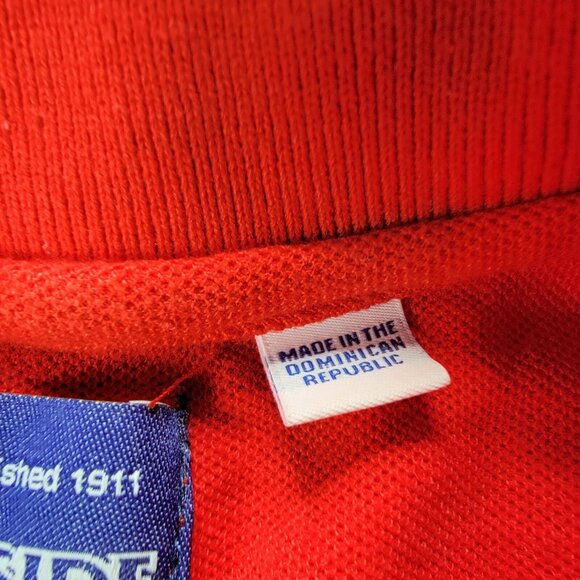 MADE IN THE
DOMINICAN
REPUBLIC
shed 1911